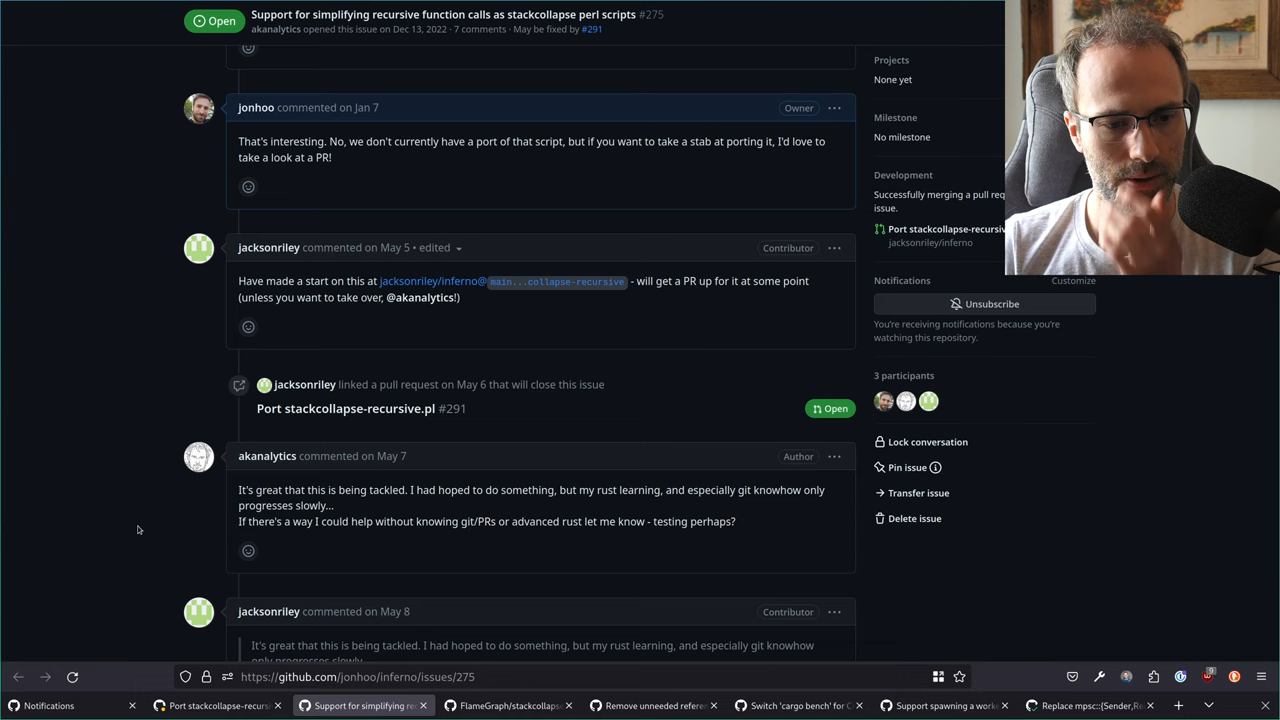 Open
Support for simplifying recursive function calls as stackcollapse perl scripts #275
akanalytics opened this issue on Dec 13, 2022 · 7 comments · May be fixed by #291
Projects
None yet
Milestone
No milestone
Development
Successfully merging a pull req
issue.
Port stackcollapse-recursiv
jacksonriley/inferno
Notifications
Customize
Unsubscribe
You're receiving notifications because you're
watching this repository.
3 participants
Lock conversation
Pin issue
Transfer issue
Delete issue
jonhoo commented on Jan 7
Owner
That's interesting. No, we don't currently have a port of that script, but if you want to take a stab at porting it, I'd love to
take a look at a PR!
jacksonriley commented on May 5 • edited
Contributor
Have made a start on this at jacksonriley/inferno@main...collapse-recursive - will get a PR up for it at some point
(unless you want to take over, @akanalytics!)
jacksonriley linked a pull request on May 6 that will close this issue
Port stackcollapse-recursive.pl #291
Open
akanalytics commented on May 7
Author
It's great that this is being tackled. I had hoped to do something, but my rust learning, and especially git knowhow only
progresses slowly...
If there's a way I could help without knowing git/PRs or advanced rust let me know - testing perhaps?
jacksonriley commented on May 8
Contributor
It's great that this is being tackled. I had hoped to do something, but my rust learning, and especially git knowhow
only progresses slowly
https://github.com/jonhoo/inferno/issues/275
9
Notifications
Port stackcollapse-recurs
Support for simplifying re
FlameGraph/stackcollaps
Remove unneeded refere
Switch 'cargo bench' for C
Support spawning a work
Replace mpsc::{Sender,Re